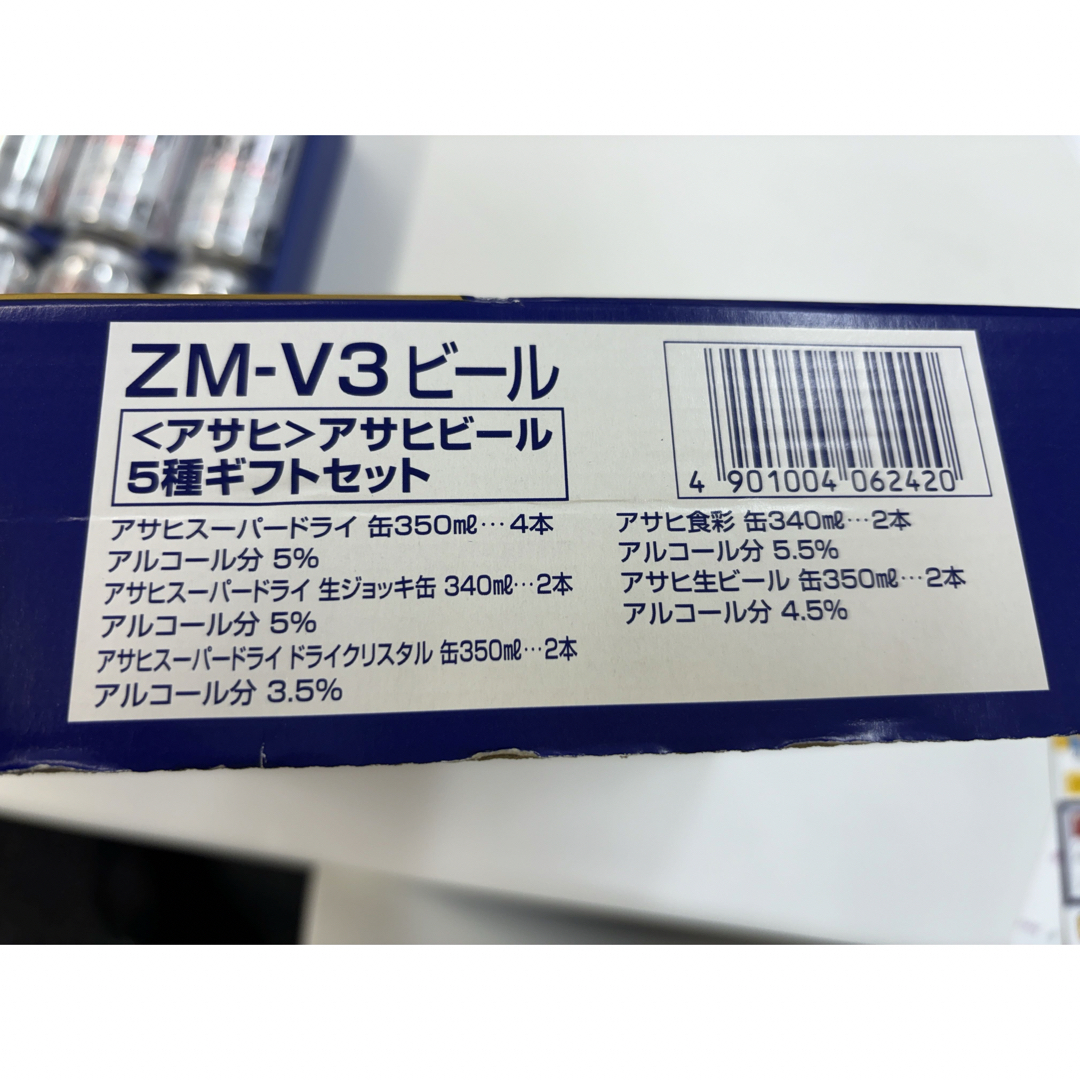 ZM-V3ビール
<アサヒ>アサヒビール
5種ギフトセット
4 901004 062420
アサヒスーパードライ 缶350㎖…4本
アルコール分 5%
アサヒスーパードライ 生ジョッキ缶 340㎖…2本
アルコール分 5%
アサヒスーパードライ ドライクリスタル 缶350㎖…2本
アルコール分 3.5%
アサヒ食彩 缶340㎖…2本
アルコール分 5.5%
アサヒ生ビール 缶350㎖…2本
アルコール分 4.5%